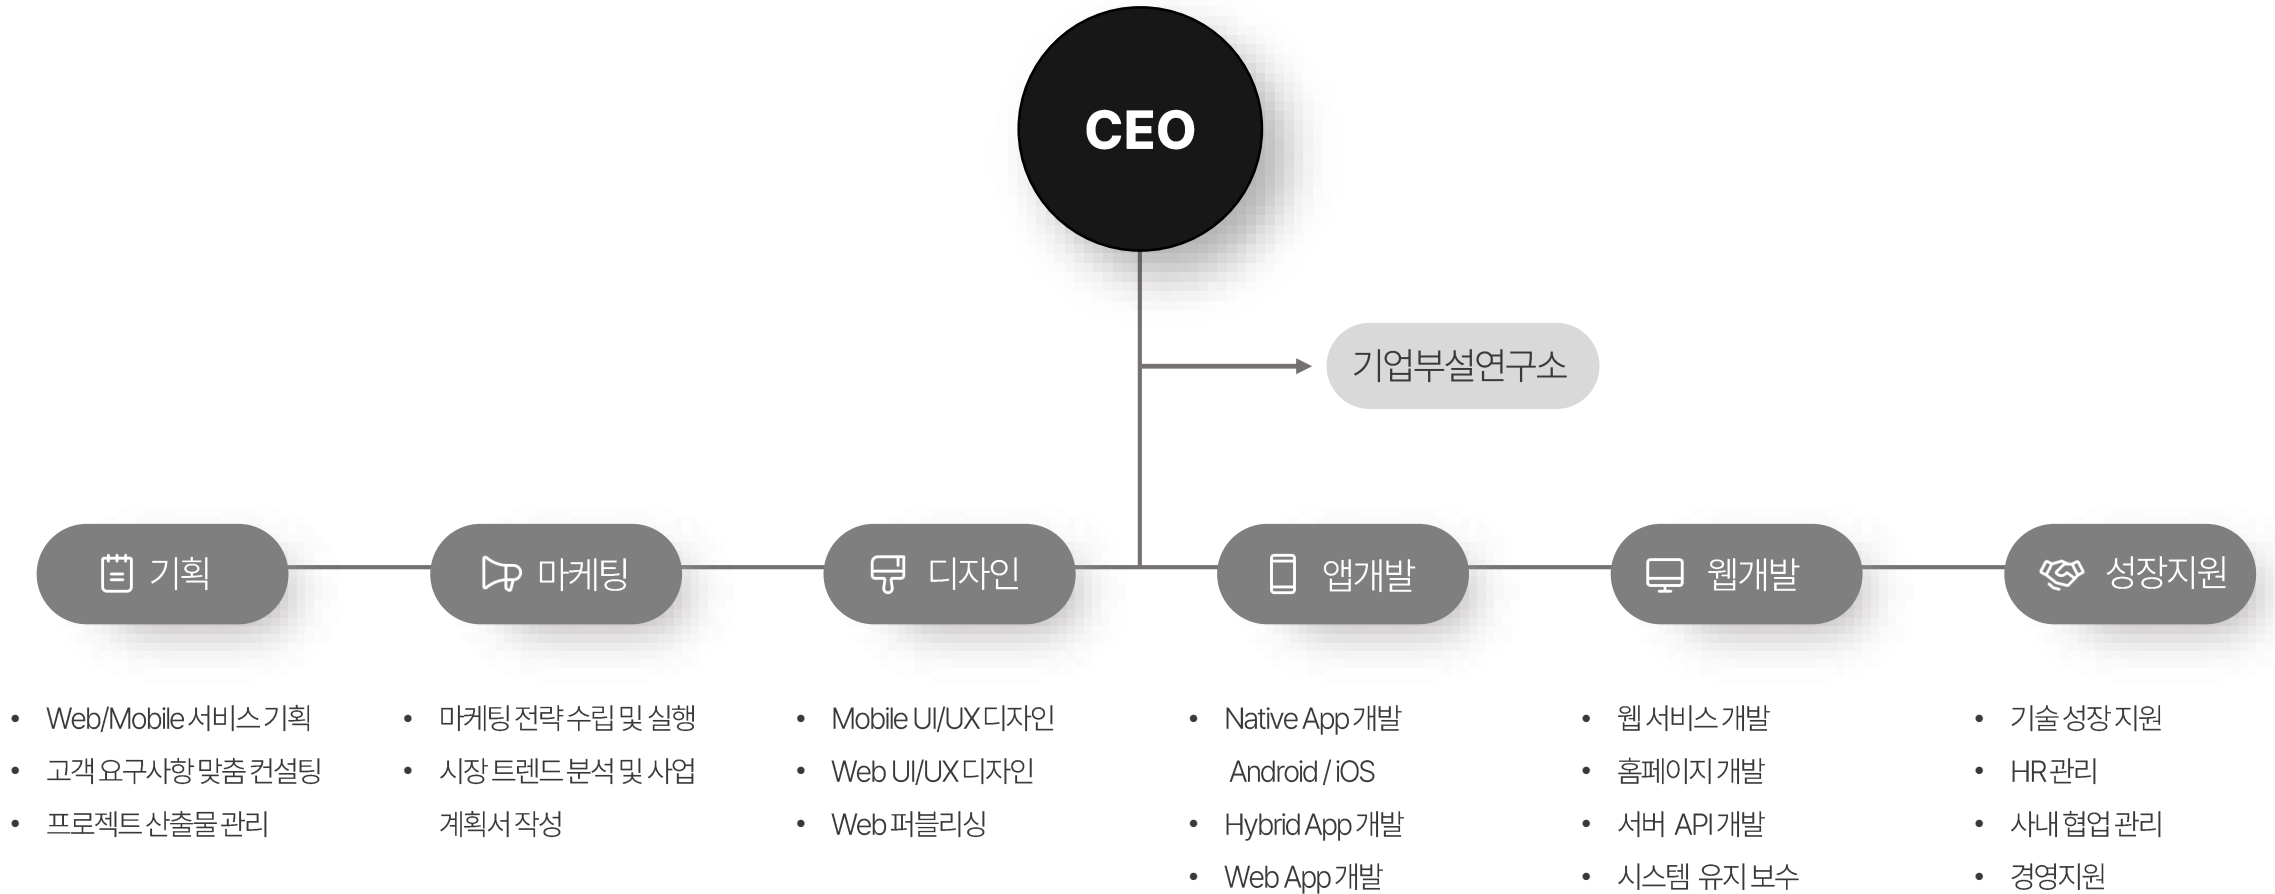 CEO
기업부설연구소
기획
마케팅
디자인
앱개발
웹개발
성장지원
• Web/Mobile 서비스 기획
• 고객 요구사항 맞춤 컨설팅
• 프로젝트 산출물 관리
• 마케팅 전략 수립 및 실행
• 시장 트렌드 분석 및 사업
계획서 작성
• Mobile UI/UX 디자인
• Web UI/UX 디자인
• Web 퍼블리싱
• Native App 개발
Android / iOS
• Hybrid App 개발
• Web App 개발
• 웹 서비스 개발
• 홈페이지 개발
• 서버 API 개발
• 시스템 유지 보수
• 기술 성장 지원
• HR 관리
• 사내 협업 관리
• 경영지원